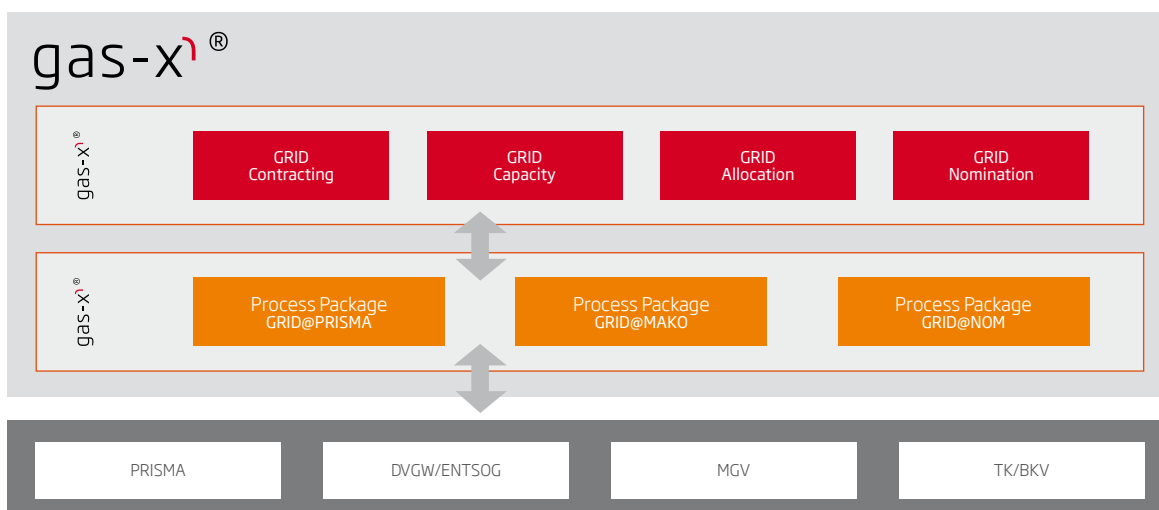 gas-x®
gas-x®
GRID
Contracting
GRID
Capacity
GRID
Allocation
GRID
Nomination
gas-x®
Process Package
GRID@PRISMA
Process Package
GRID@MAKO
Process Package
GRID@NOM
PRISMA
DVGW/ENTSOG
MGV
TK/BKV